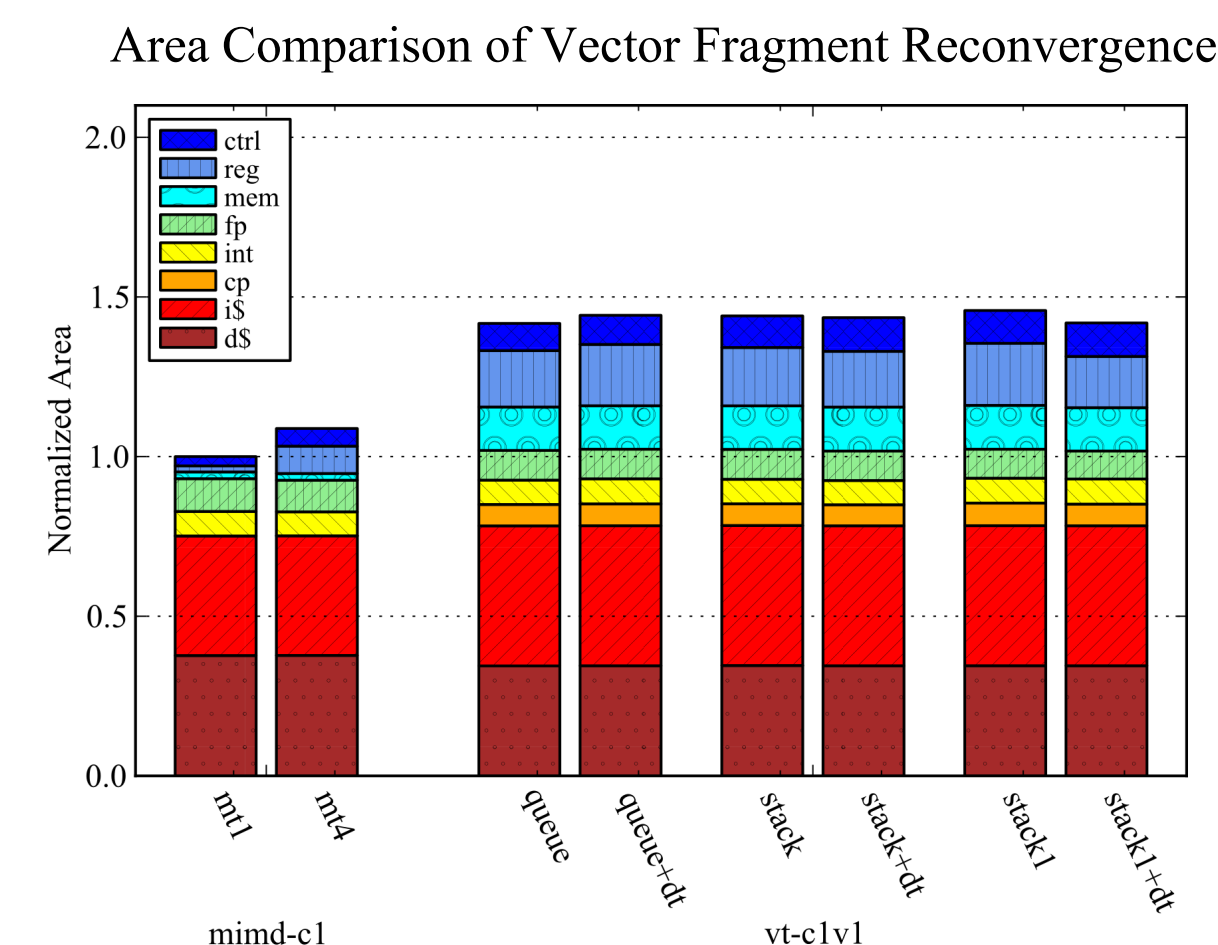 Area Comparison of Vector Fragment Reconvergence
2.0
1.5
1.0
0.5
0.0
Normalized Area
ctrl
reg
mem
fp
int
cp
i$
d$
mt1
mt4
queue
queue+dt
stack
stack+dt
stack1
stack1+dt
mimd-c1
vt-c1v1